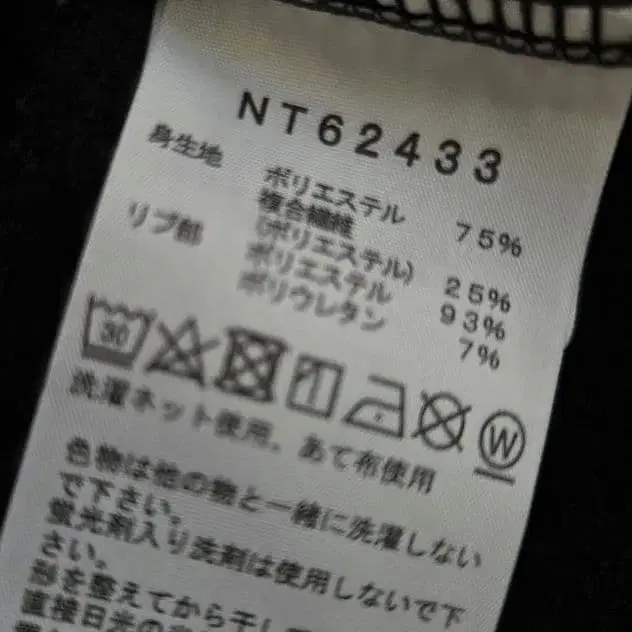 NT62433
身生地 ポリエステル 75%
複合繊維
(ポリエステル) 25%
リブ部 ポリエステル 93%
ポリウレタン 7%
30
W
洗濯ネット使用、あて布使用
色物は他の物と一緒に洗濯しない
で下さい。
蛍光剤入り洗剤は使用しないで下
さい。
形を整えてから干し
直接日光の